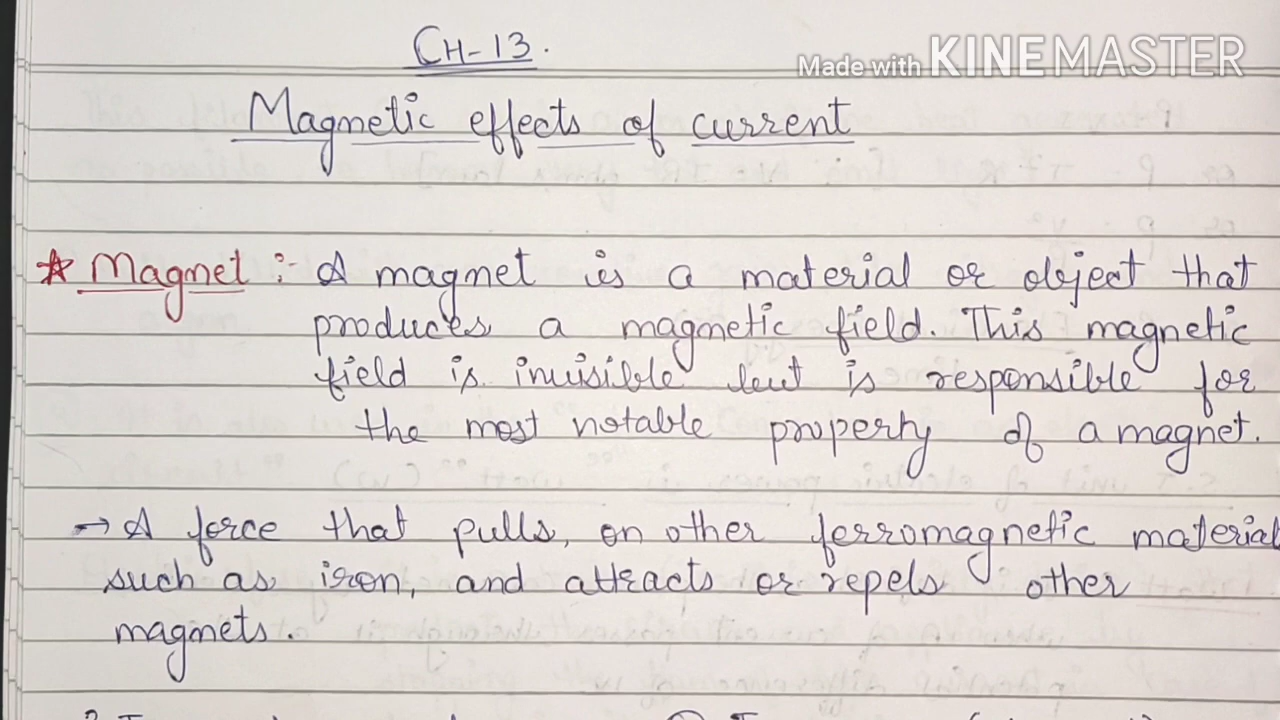 CH-13.
Made with KINEMASTER
Magnetic effects of current
☆ Magnet :- A magnet is a material or object that
produces a magnetic field. This magnetic
field is invisible but is responsible for
the most notable property of a magnet.
→ A force that pulls, on other ferromagnetic material
such as iron, and attracts or repels other
magnets.